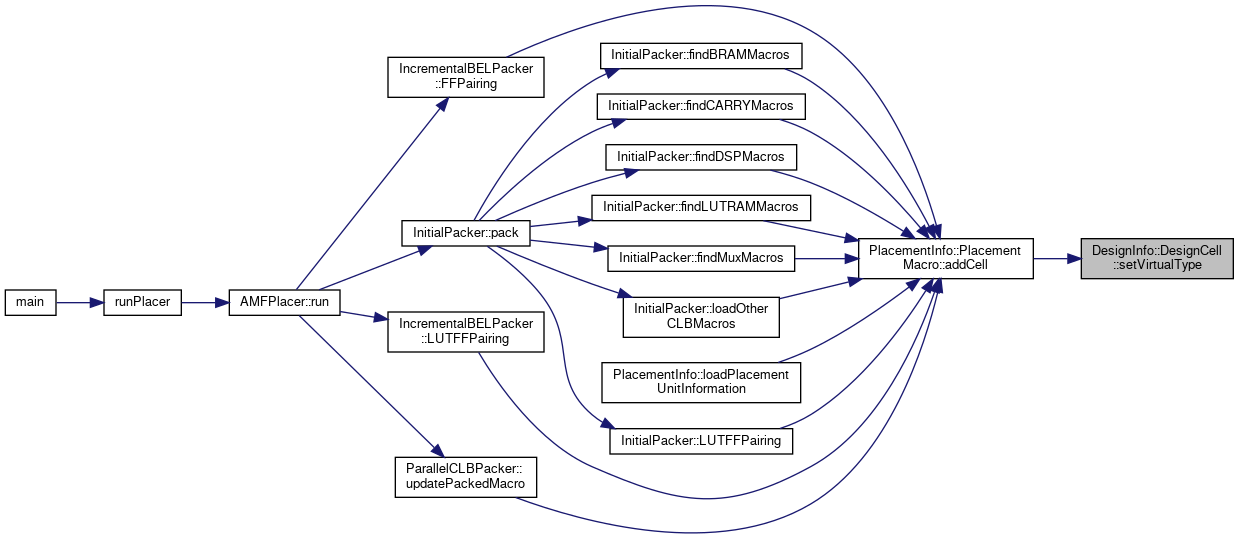 main
runPlacer
AMFPlacer::run
IncrementalBELPacker
::FFPairing
InitialPacker::pack
IncrementalBELPacker
::LUTFFPairing
ParallelCLBPacker::
updatePackedMacro
InitialPacker::findBRAMMacros
InitialPacker::findCARRYMacros
InitialPacker::findDSPMacros
InitialPacker::findLUTRAMMacros
InitialPacker::findMuxMacros
InitialPacker::loadOther
CLBMacros
PlacementInfo::loadPlacement
UnitInformation
InitialPacker::LUTFFPairing
PlacementInfo::Placement
Macro::addCell
DesignInfo::DesignCell
::setVirtualType